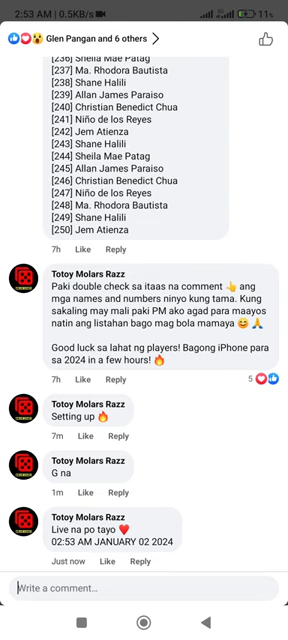 2:53 AM | 0.5KB/s
11%
Glen Pangan and 6 others
[236] Sheila Mae Patag
[237] Ma. Rhodora Bautista
[238] Shane Halili
[239] Allan James Paraiso
[240] Christian Benedict Chua
[241] Niño de los Reyes
[242] Jem Atienza
[243] Shane Halili
[244] Sheila Mae Patag
[245] Allan James Paraiso
[246] Christian Benedict Chua
[247] Niño de los Reyes
[248] Ma. Rhodora Bautista
[249] Shane Halili
[250] Jem Atienza
7h Like Reply
Totoy Molars Razz
Paki double check sa itaas na comment 👆 ang
mga names and numbers ninyo kung tama. Kung
sakaling may mali paki PM ako agad para maayos
natin ang listahan bago mag bola mamaya 😊 🙏
Good luck sa lahat ng players! Bagong iPhone para
sa 2024 in a few hours! 🔥
7h Like Reply 5
Totoy Molars Razz
Setting up 🔥
7m Like Reply
Totoy Molars Razz
G na
1m Like Reply
Totoy Molars Razz
Live na po tayo ❤️
02:53 AM JANUARY 02 2024
Just now Like Reply
Write a comment...